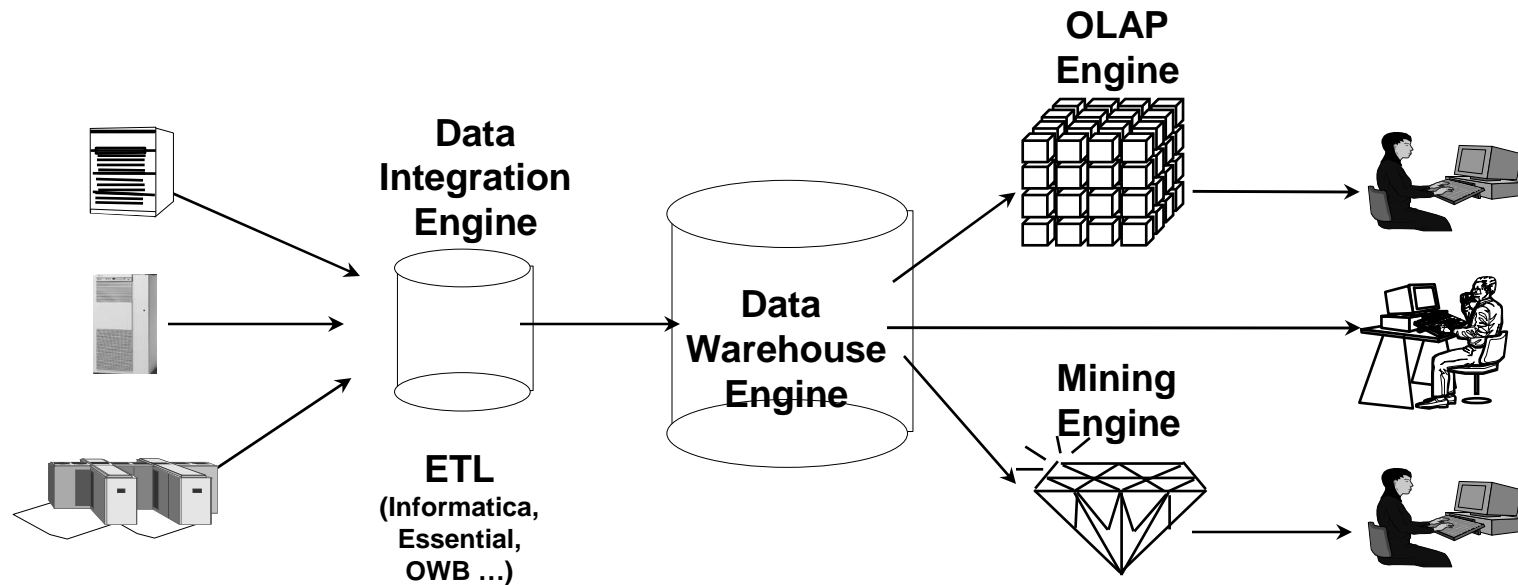 OLAP
Engine
Data
Integration
Engine
Data
Warehouse
Engine
Mining
Engine
ETL
(Informatica,
Essential,
OWB …)